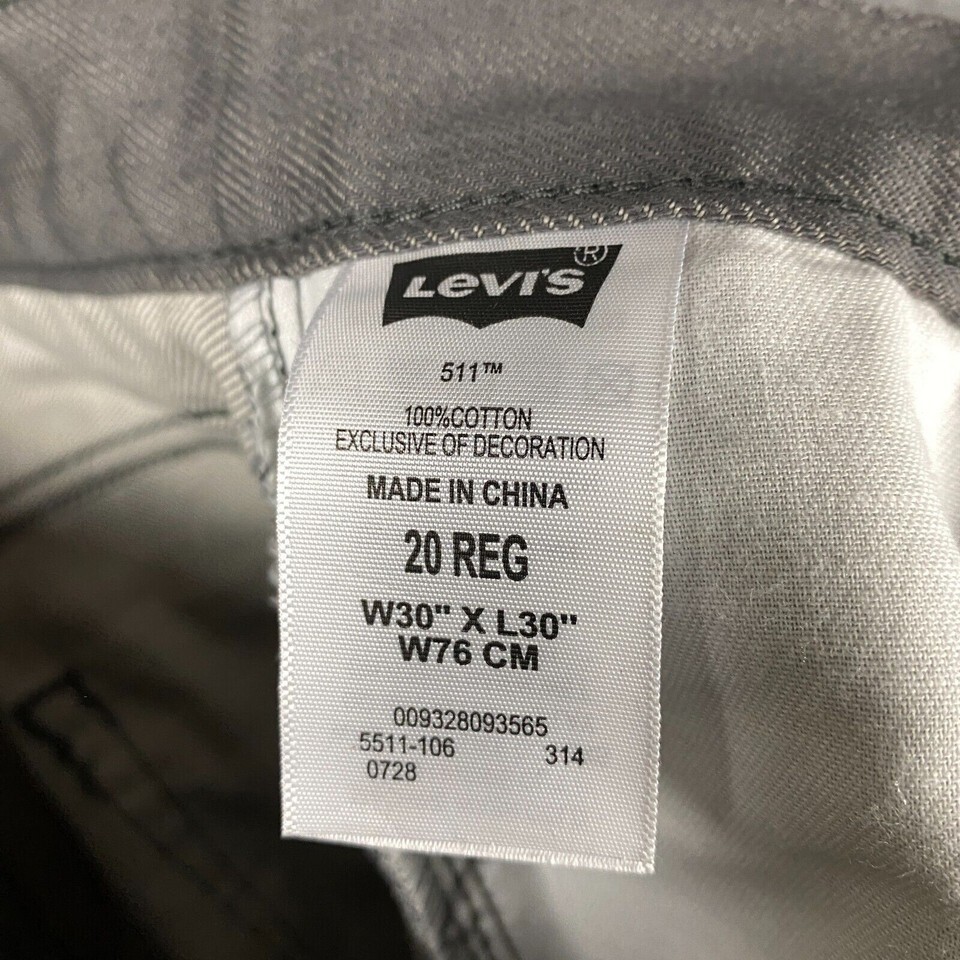 LEVI'S®
511™
100%COTTON
EXCLUSIVE OF DECORATION
MADE IN CHINA
20 REG
W30" X L30"
W76 CM
009328093565
5511-106 314
0728